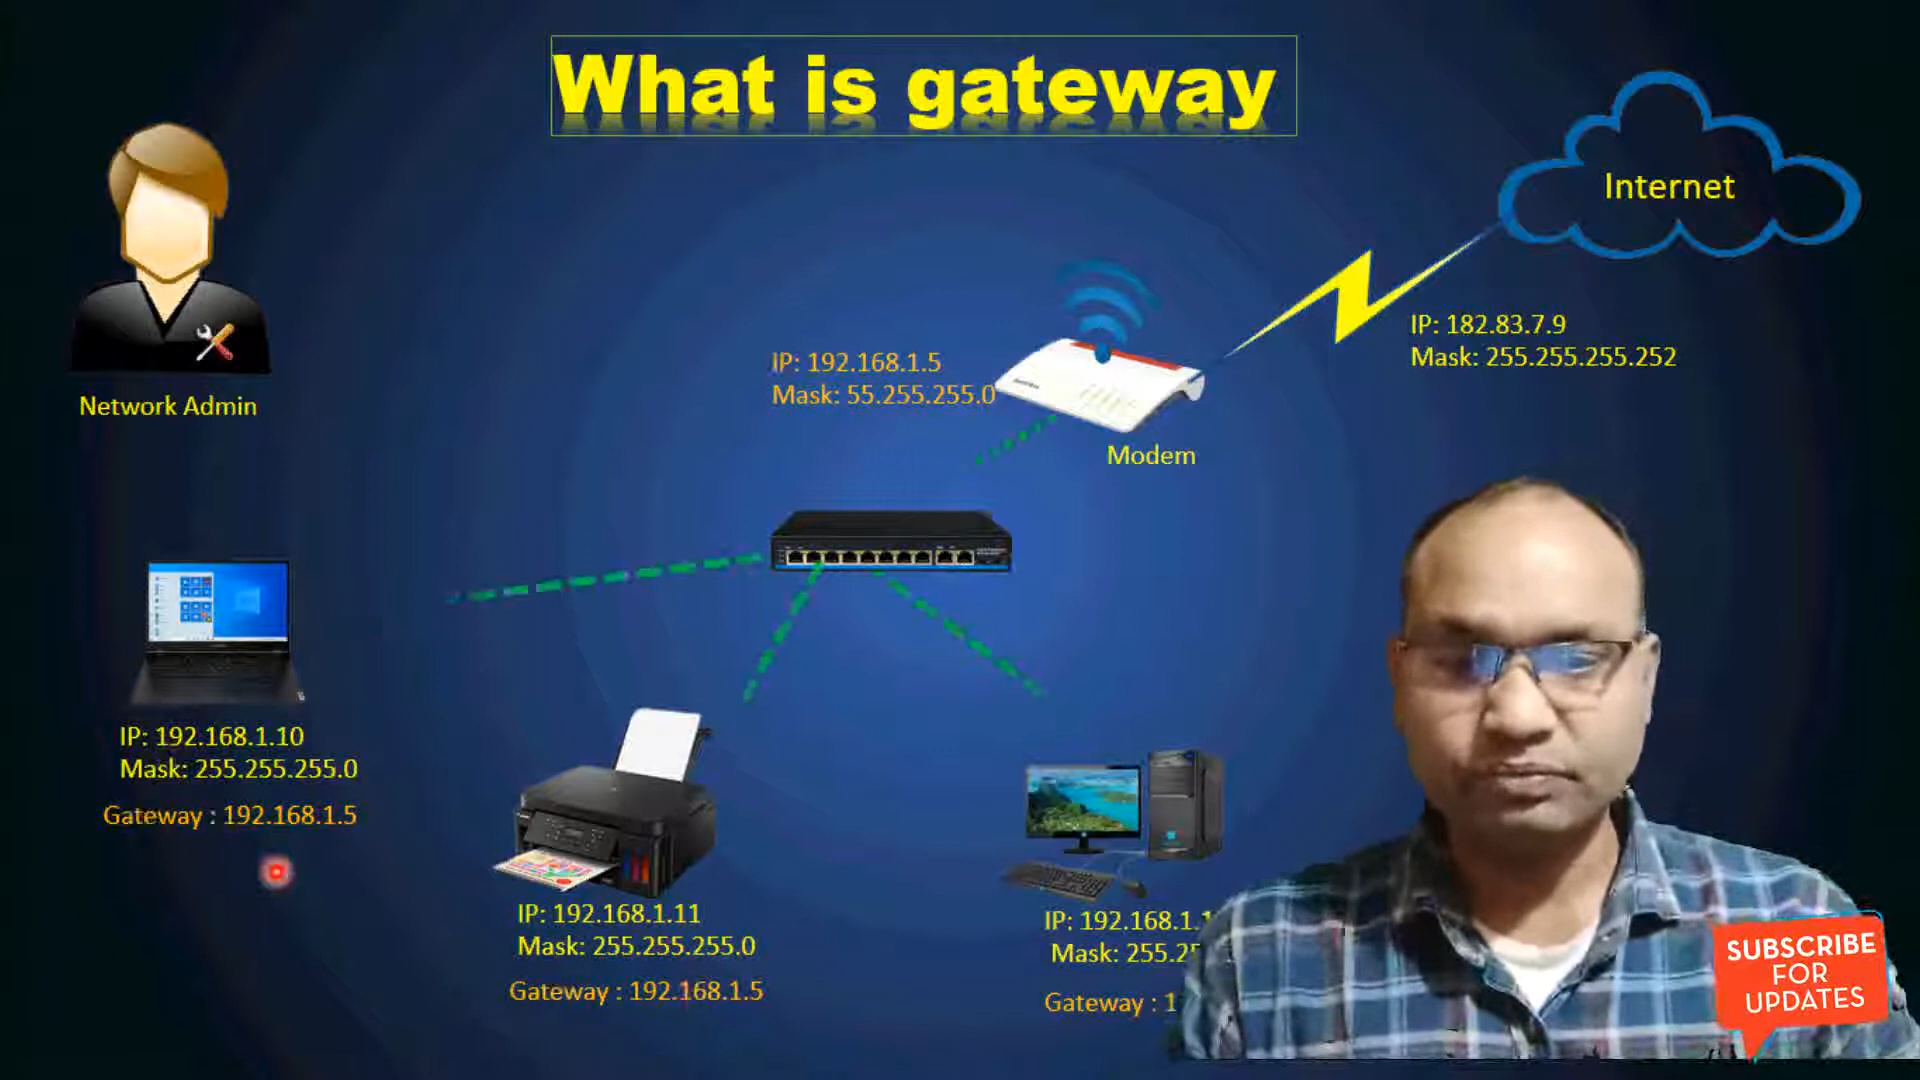 What is gateway
Internet
IP: 182.83.7.9
Mask: 255.255.255.252
IP: 192.168.1.5
Mask: 55.255.255.0
Modem
Network Admin
IP: 192.168.1.10
Mask: 255.255.255.0
Gateway : 192.168.1.5
IP: 192.168.1.11
Mask: 255.255.255.0
Gateway : 192.168.1.5
IP: 192.168.1.
Mask: 255.25
Gateway : 1
SUBSCRIBE
FOR
UPDATES